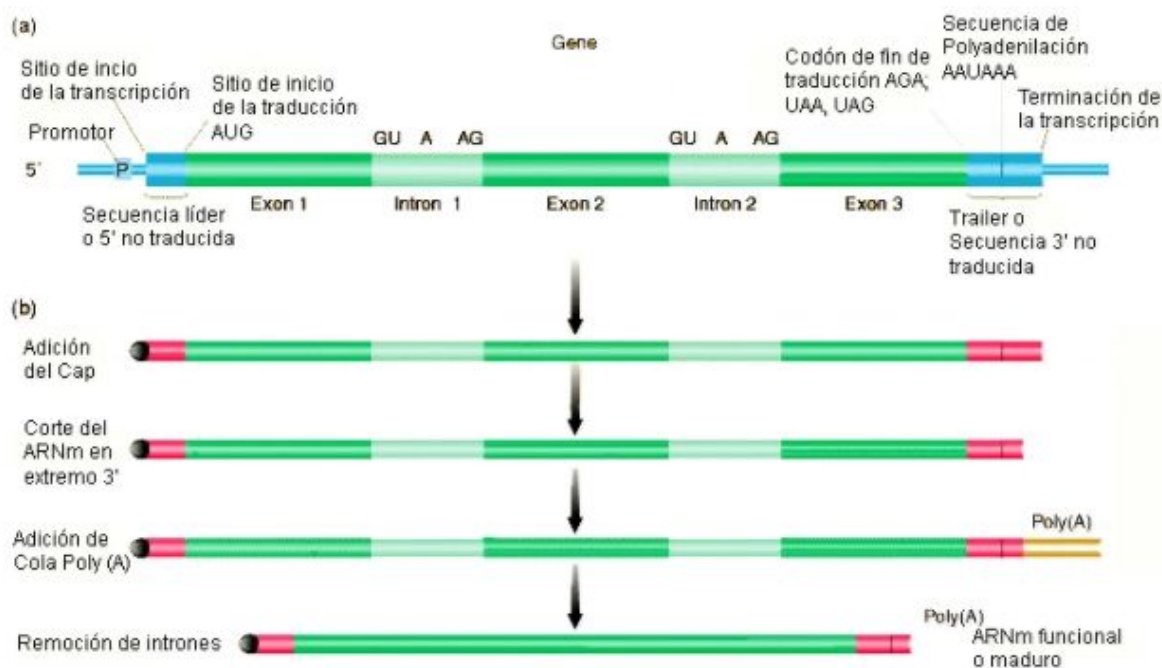 (a)
Gene
Sitio de incio
de la transcripción
Sitio de inicio
de la traducción
AUG
Codón de fin de
traducción AGA;
UAA, UAG
Secuencia de
Polyadenilación
AAUAAA
Terminación de
la transcripción
Promotor
GU A AG
GU A AG
5´
P
Exon 1
Intron 1
Exon 2
Intron 2
Exon 3
Secuencia líder
o 5' no traducida
Trailer o
Secuencia 3' no
traducida
(b)
Adición
del Cap
Corte del
ARNm en
extremo 3'
Adición de
Cola Poly (A)
Poly(A)
Remoción de intrones
Poly(A)
ARNm funcional
o maduro